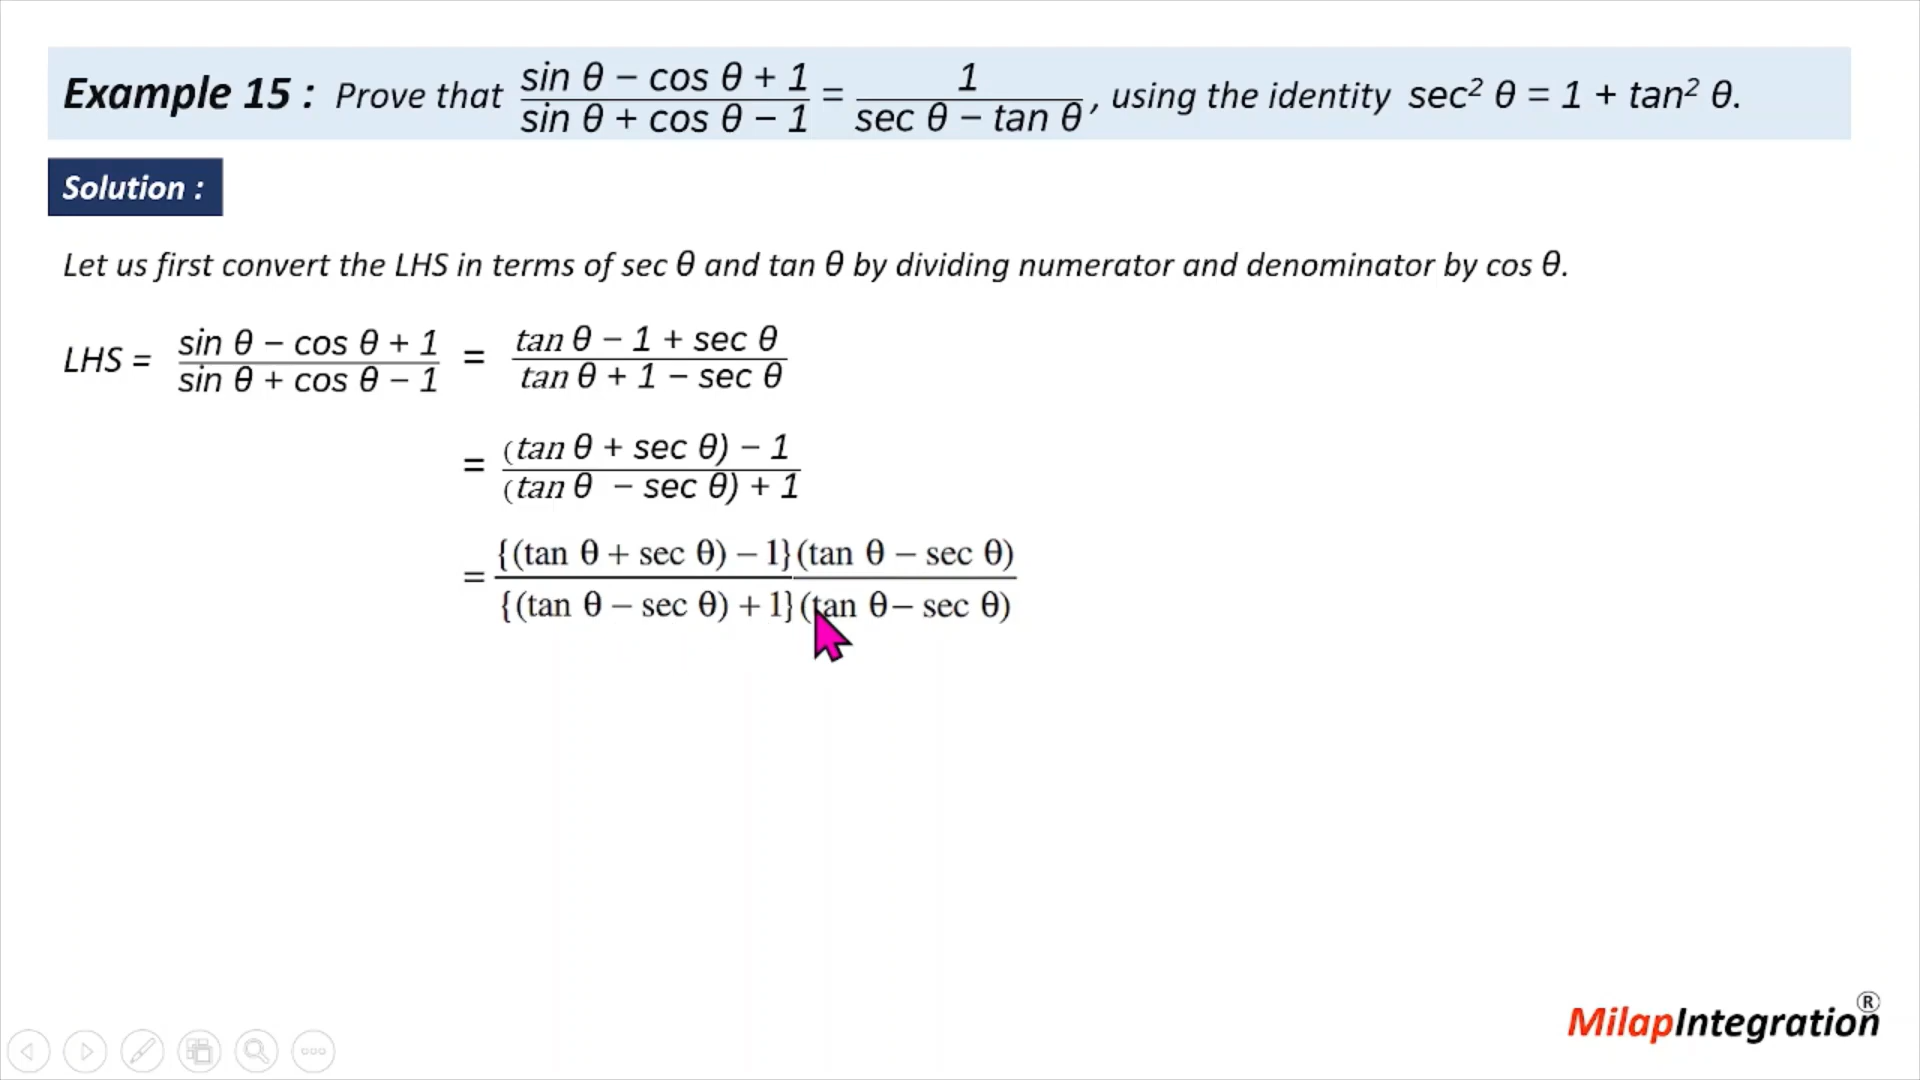 Example 15 : Prove that (sin θ − cos θ + 1)/(sin θ + cos θ − 1) = 1/(sec θ − tan θ), using the identity sec² θ = 1 + tan² θ.
Solution :
Let us first convert the LHS in terms of sec θ and tan θ by dividing numerator and denominator by cos θ.
LHS = (sin θ − cos θ + 1)/(sin θ + cos θ − 1) = (tan θ − 1 + sec θ)/(tan θ + 1 − sec θ)
= ((tan θ + sec θ) − 1)/((tan θ − sec θ) + 1)
= ({(tan θ + sec θ) − 1}(tan θ − sec θ))/({(tan θ − sec θ) + 1}(tan θ − sec θ))
MilapIntegration®